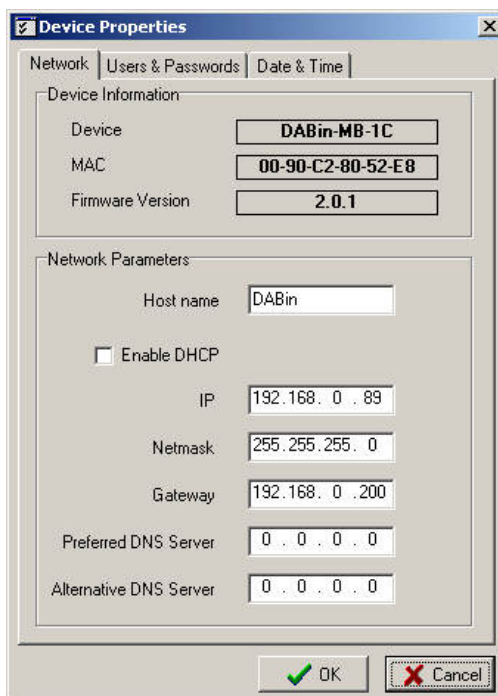 Device Properties
Network Users & Passwords Date & Time
Device Information
Device DABin-MB-1C
MAC 00-90-C2-80-52-E8
Firmware Version 2.0.1
Network Parameters
Host name DABin
Enable DHCP
IP 192.168. 0 . 89
Netmask 255.255.255. 0
Gateway 192.168. 0 .200
Preferred DNS Server 0 . 0 . 0 . 0
Alternative DNS Server 0 . 0 . 0 . 0
OK Cancel